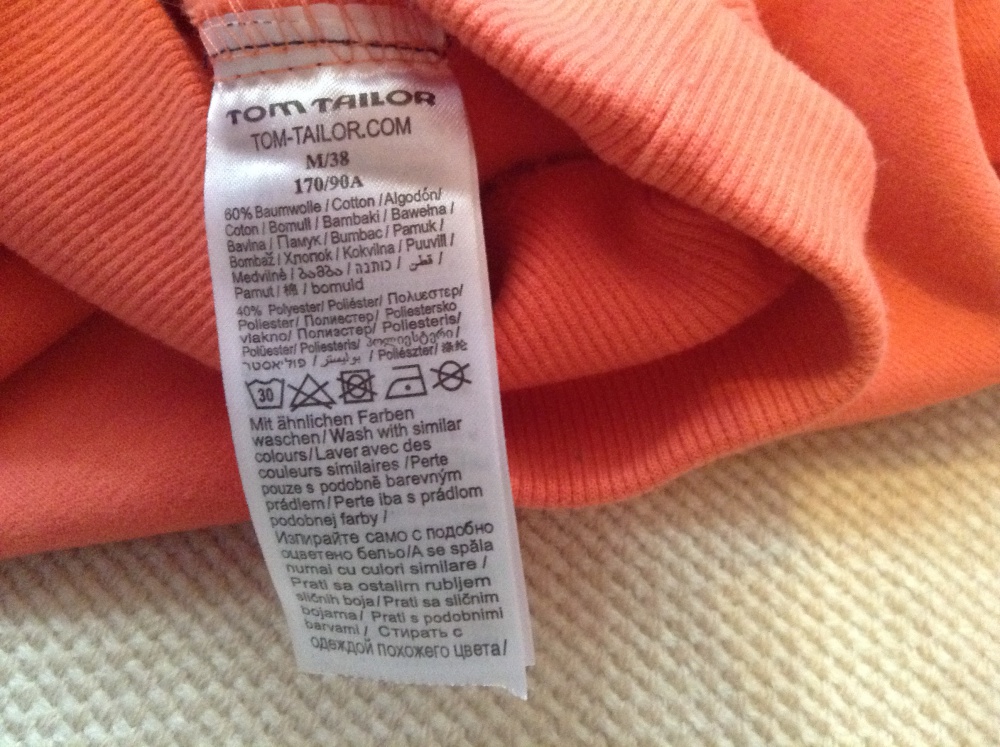 TOM TAILOR
TOM-TAILOR.COM
M/38
170/90A
60% Baumwolle / Cotton / Algodón/
Coton / Bomull / Bambaki / Bawełna /
Bavlna / Памук / Bumbac / Pamuk /
Bombaž / Хлопок / Kokvilna / Puuvill /
Medvilnė / ბამბა / כותנה / قطن /
Pamut / 棉 / bomuld
40% Polyester/ Poliéster/ Полиестер/
Poliester/ Полиестер/ Poliestersko
vlakno/ Полиэстер/ Poliesteris/
Polüester/ Poliesteris/ პოლიესტერი/
פוליאסטר / بوليستر / Poliészter/
30
Mit ähnlichen Farben
waschen/Wash with similar
colours/Laver avec des
couleurs similaires /Perte
pouze s podobně barevným
prádlem/Perte iba s prádlom
podobnej farby /
Изпирайте само с подобно
оцветено бельо/A se spăla
numai cu culori similare /
Prati sa ostalim rubljem
sličnih boja/Prati sa sličnim
bojama/ Prati s podobnimi
barvami / Стирать с
одеждой похожего цвета/